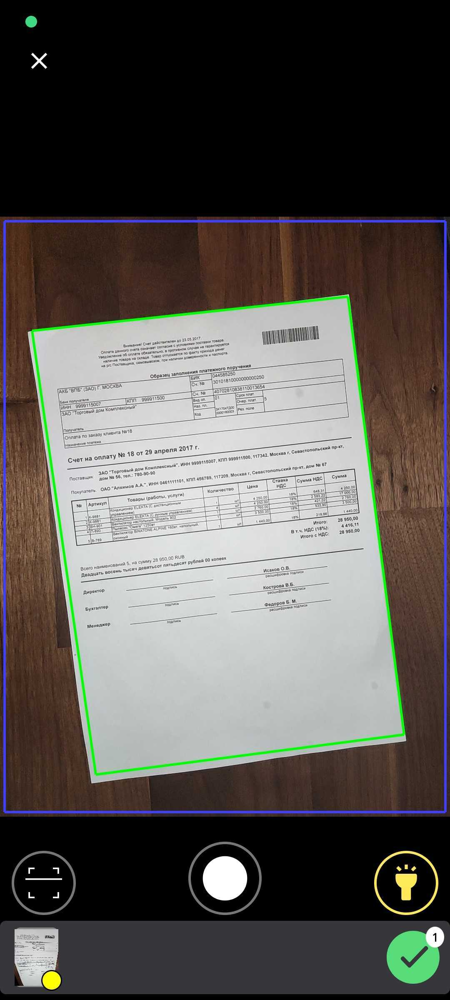 Внимание! Счет действителен до 23.05.2017.
Оплата данного счета означает согласие с условиями поставки товара.
Уведомление об оплате обязательно, в противном случае не гарантируется
наличие товара на складе. Товар отпускается по факту прихода денег
на р/с Поставщика, самовывозом, при наличии доверенности и паспорта.
Образец заполнения платежного поручения
АКБ "ВПБ" (ЗАО) Г. МОСКВА БИК 044585250
Сч. № 30101810000000000250
Банк получателя
ИНН 9999115007 КПП 999911500 Сч. № 40702810838110013654
ЗАО "Торговый дом Комплексный" Вид оп. 01 Срок плат. 5
Наз. пл. Очер. плат.
Код 3К1704ТД00 0000180003 Рез. поле
Получатель
Оплата по заказу клиента №18
Назначение платежа
Счет на оплату № 18 от 29 апреля 2017 г.
Поставщик: ЗАО "Торговый дом Комплексный", ИНН 9999115007, КПП 999911500, 117342, Москва г, Севастопольский пр-кт,
дом № 56, тел.: 780-90-90
Покупатель: ОАО "Алхимов А.А.", ИНН 0461111101, КПП 456789, 117209, Москва г, Севастопольский пр-кт, дом № 67
№ Артикул Товары (работы, услуги) Количество Цена Ставка НДС Сумма НДС Сумма
1 К-9881 Кондиционер ELEKTA (С дистанционным управлением) 1 шт 4 250,00 18% 648,31 4 250,00
2 К-9881 Кондиционер ELEKTA (С ручным управлением) 4 шт 4 250,00 18% 2 593,22 17 000,00
3 ВН-901 Вентилятор настольный, Модель 902 1 шт 2 760,00 18% 421,02 2 760,00
4 П-890 Пылесос "Омега" 1250вт 1 шт 3 500,00 18% 533,90 3 500,00
5 В-789 Вентилятор BINATONE ALPINE 160вт, напольный, оконный 1 шт 1 440,00 18% 219,66 1 440,00
Итого: 28 950,00
В т.ч. НДС (18%): 4 416,11
Итого с НДС: 28 950,00
Всего наименований 5, на сумму 28 950,00 RUB
Двадцать восемь тысяч девятьсот пятьдесят рублей 00 копеек
Директор Исаков О.В.
подпись расшифровка подписи
Бухгалтер Кострова В.Б.
подпись расшифровка подписи
Менеджер Федоров Б. М.
подпись расшифровка подписи
1